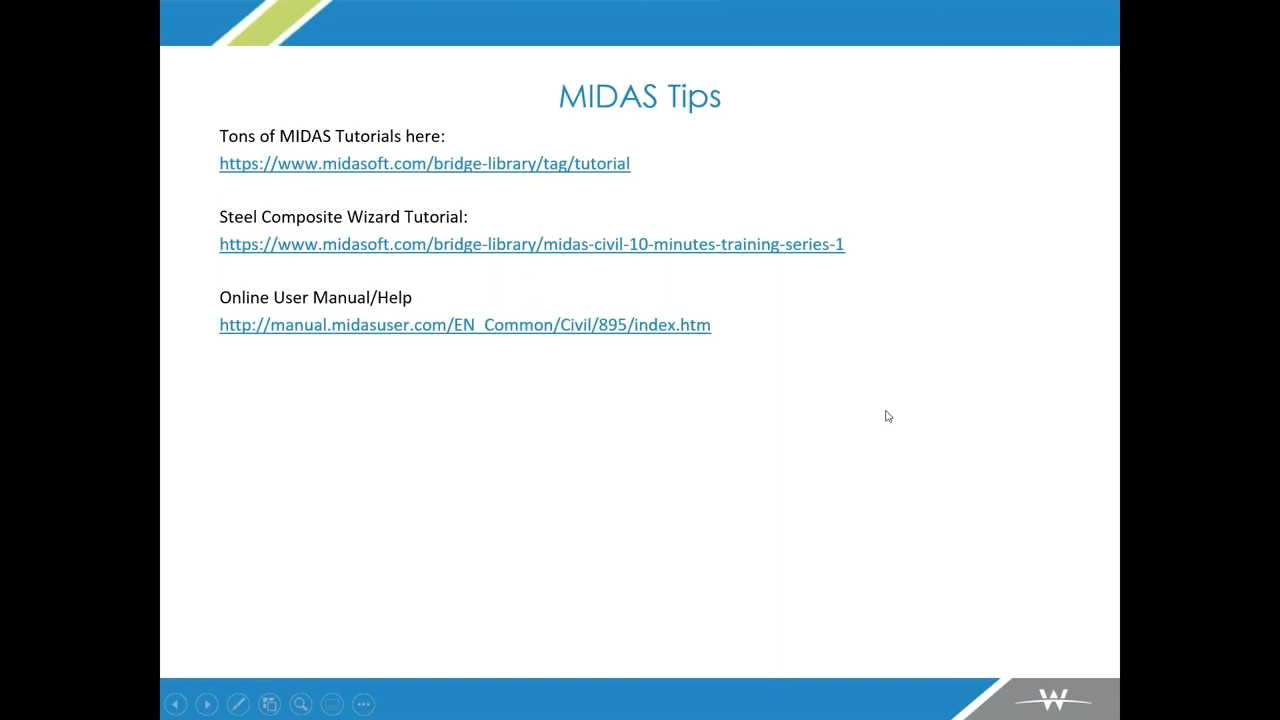 MIDAS Tips
Tons of MIDAS Tutorials here:
https://www.midasoft.com/bridge-library/tag/tutorial
Steel Composite Wizard Tutorial:
https://www.midasoft.com/bridge-library/midas-civil-10-minutes-training-series-1
Online User Manual/Help
http://manual.midasuser.com/EN_Common/Civil/895/index.htm
W